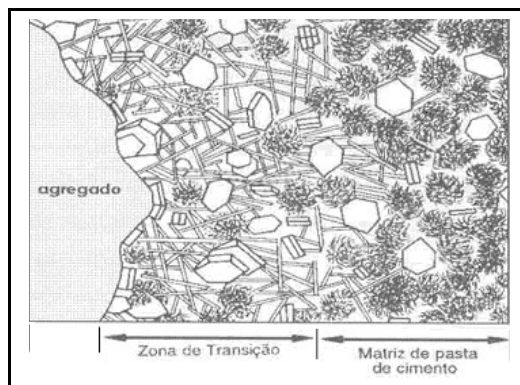 agregado
Zona de Transição
Matriz de pasta
de cimento